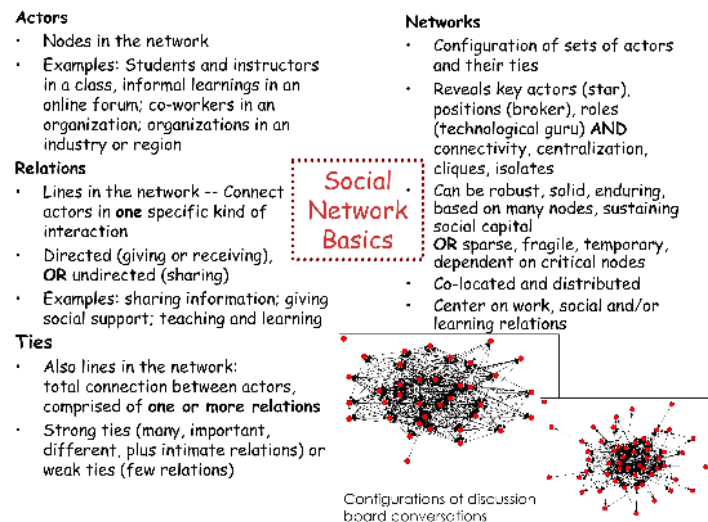 Actors
· Nodes in the network
· Examples: Students and instructors
in a class, informal learnings in an
online forum; co-workers in an
organization; organizations in an
industry or region
Relations
· Lines in the network -- Connect
actors in one specific kind of
interaction
· Directed (giving or receiving),
OR undirected (sharing)
· Examples: sharing information; giving
social support; teaching and learning
Ties
· Also lines in the network:
total connection between actors,
comprised of one or more relations
· Strong ties (many, important,
different, plus intimate relations) or
weak ties (few relations)
Social
Network
Basics
Networks
· Configuration of sets of actors
and their ties
· Reveals key actors (star),
positions (broker), roles
(technological guru) AND
connectivity, centralization,
cliques, isolates
· Can be robust, solid, enduring,
based on many nodes, sustaining
social capital
OR sparse, fragile, temporary,
dependent on critical nodes
· Co-located and distributed
· Center on work, social and/or
learning relations
Configurations of discussion
board conversations